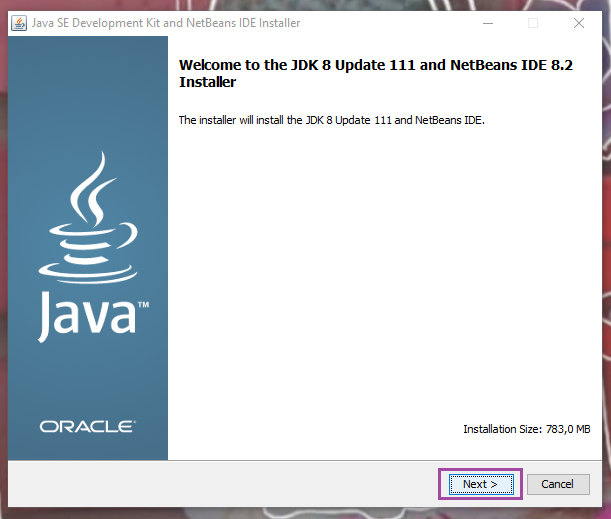 Java SE Development Kit and NetBeans IDE Installer
Welcome to the JDK 8 Update 111 and NetBeans IDE 8.2
Installer
The installer will install the JDK 8 Update 111 and NetBeans IDE.
Java™
ORACLE®
Installation Size: 783,0 MB
Next >
Cancel